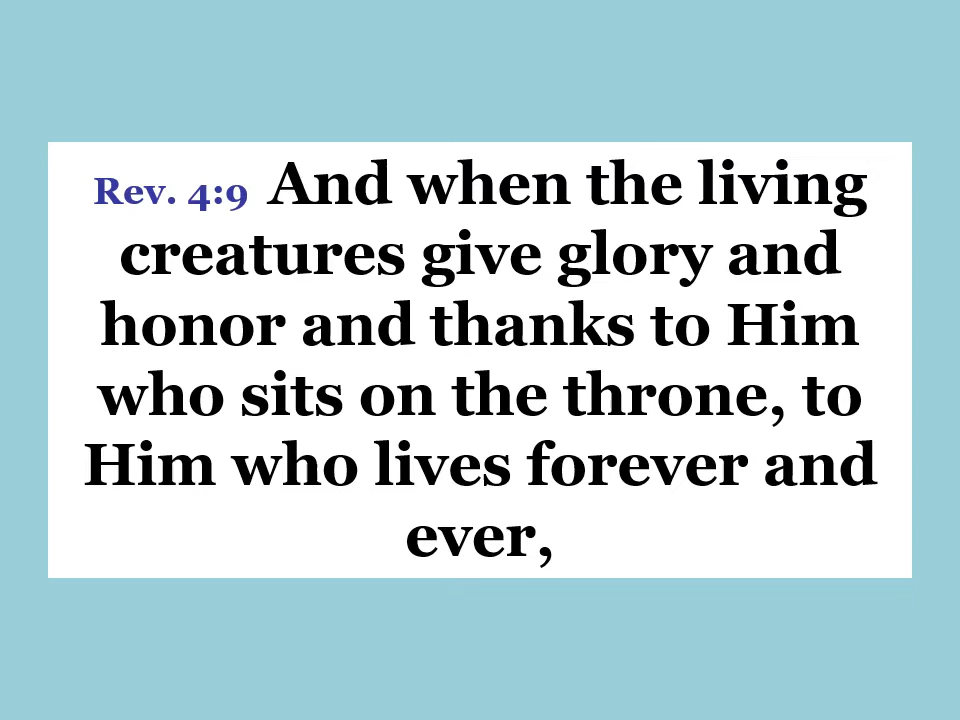 Rev. 4:9 And when the living
creatures give glory and
honor and thanks to Him
who sits on the throne, to
Him who lives forever and
ever,